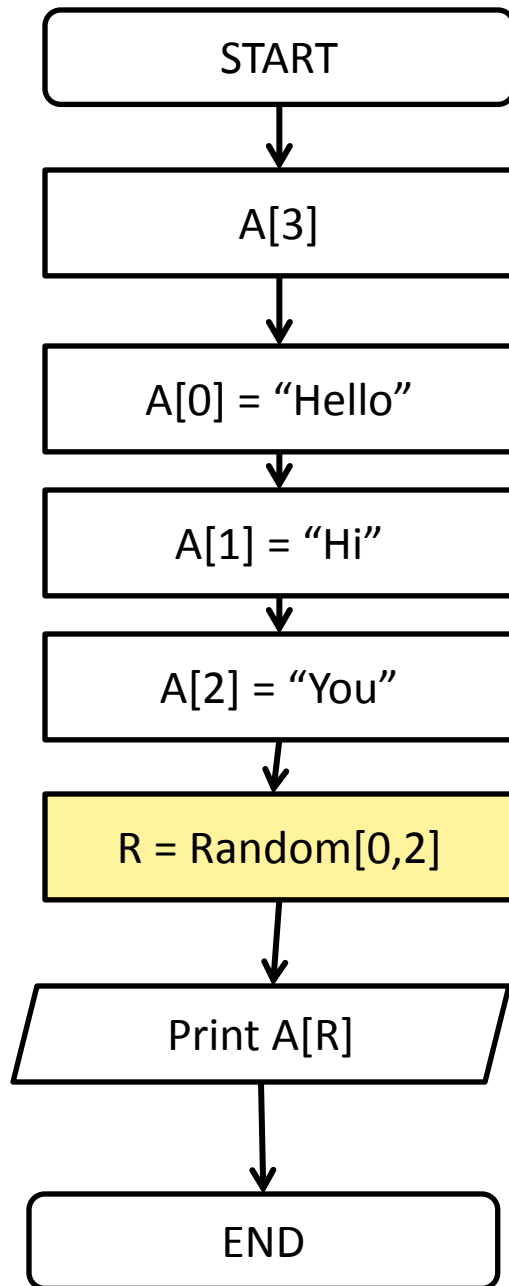 START
A[3]
A[0] = “Hello”
A[1] = “Hi”
A[2] = “You”
R = Random[0,2]
Print A[R]
END